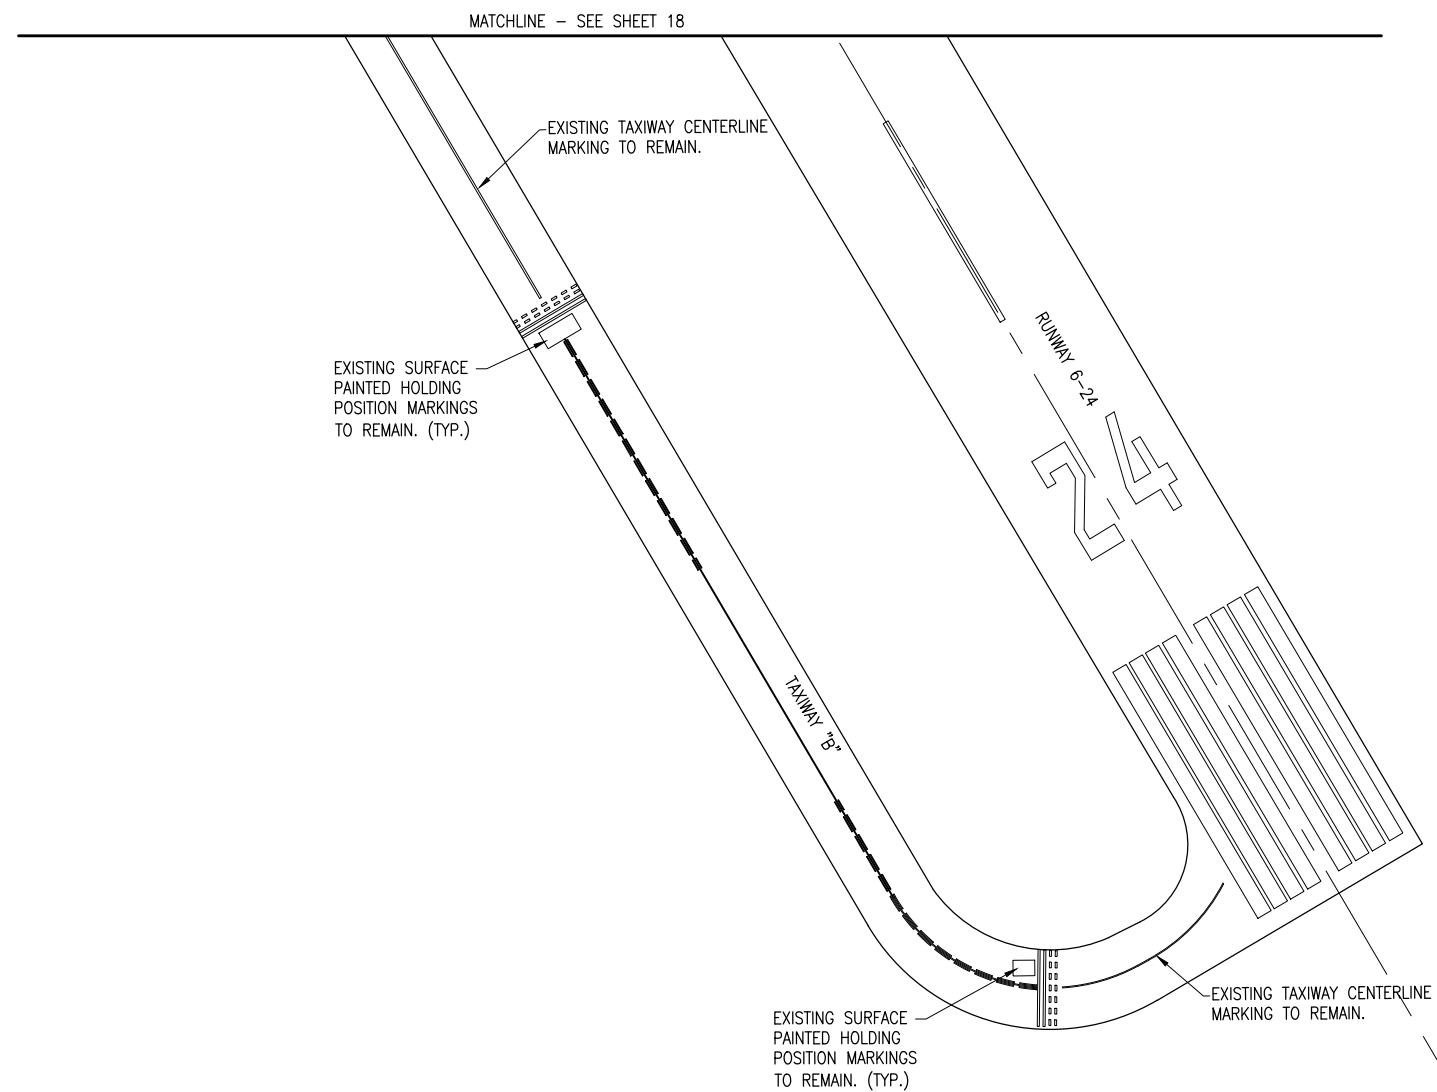 MATCHLINE – SEE SHEET 18
EXISTING TAXIWAY CENTERLINE
MARKING TO REMAIN.
RUNWAY 6–24
EXISTING SURFACE
PAINTED HOLDING
POSITION MARKINGS
TO REMAIN. (TYP.)
24
TAXIWAY "B"
EXISTING TAXIWAY CENTERLINE
MARKING TO REMAIN.
EXISTING SURFACE
PAINTED HOLDING
POSITION MARKINGS
TO REMAIN. (TYP.)